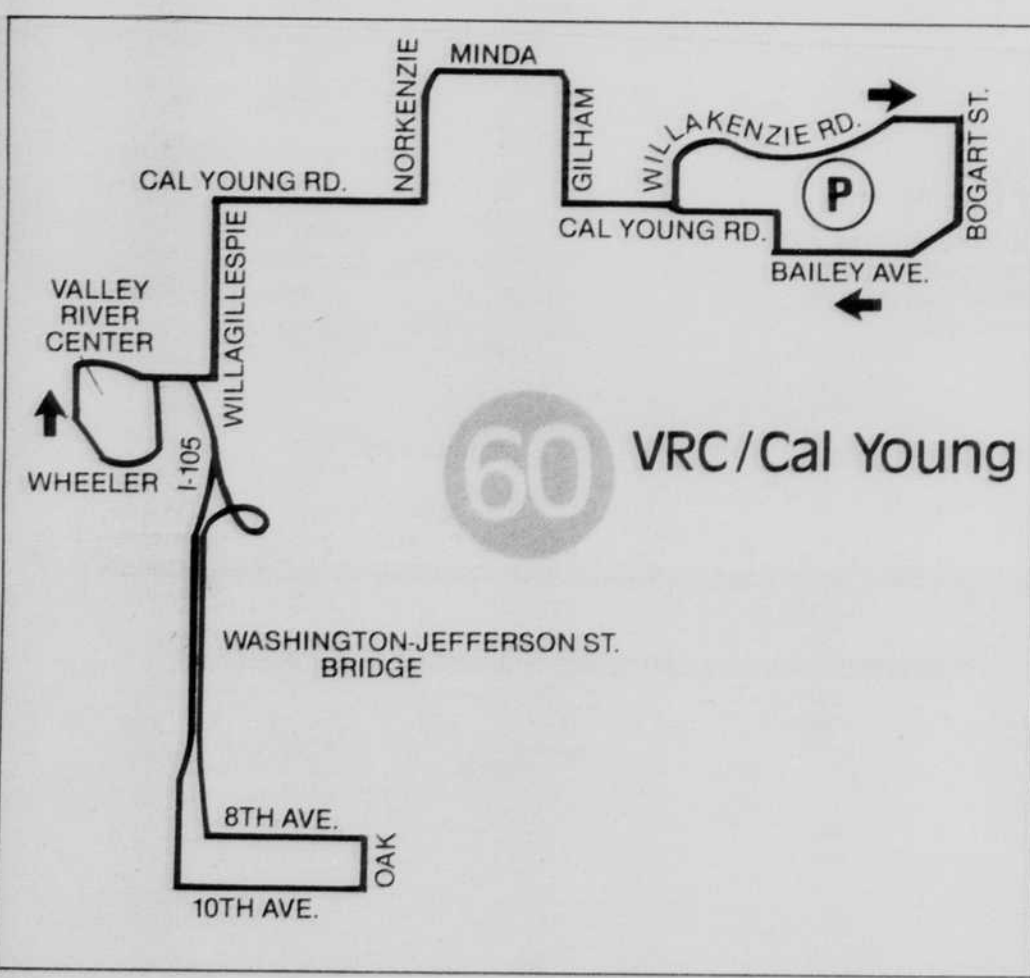 MINDA
NORKENZIE
GILHAM
WILLAKENZIE RD.
BOGART ST.
P
CAL YOUNG RD.
CAL YOUNG RD.
BAILEY AVE.
WILLAGILLESPIE
VALLEY
RIVER
CENTER
WHEELER
I-105
60
VRC/Cal Young
WASHINGTON-JEFFERSON ST.
BRIDGE
8TH AVE.
OAK
10TH AVE.